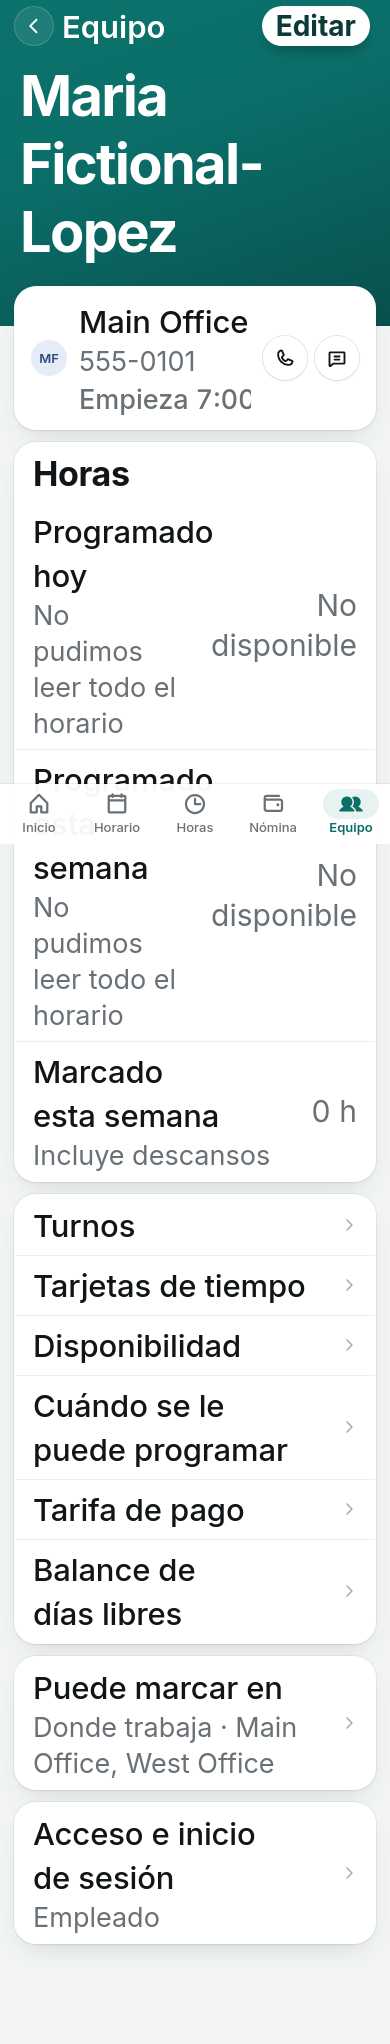 Equipo
Editar
Maria
Fictional-
Lopez
MF
Main Office
555-0101
Empieza 7:00
Horas
Programado
hoy
No
pudimos
leer todo el
horario
No
disponible
Programado
Inicio
Horario
Horas
Nómina
Equipo
semana
No
pudimos
leer todo el
horario
No
disponible
Marcado
esta semana
Incluye descansos
0 h
Turnos
Tarjetas de tiempo
Disponibilidad
Cuándo se le
puede programar
Tarifa de pago
Balance de
días libres
Puede marcar en
Donde trabaja · Main
Office, West Office
Acceso e inicio
de sesión
Empleado